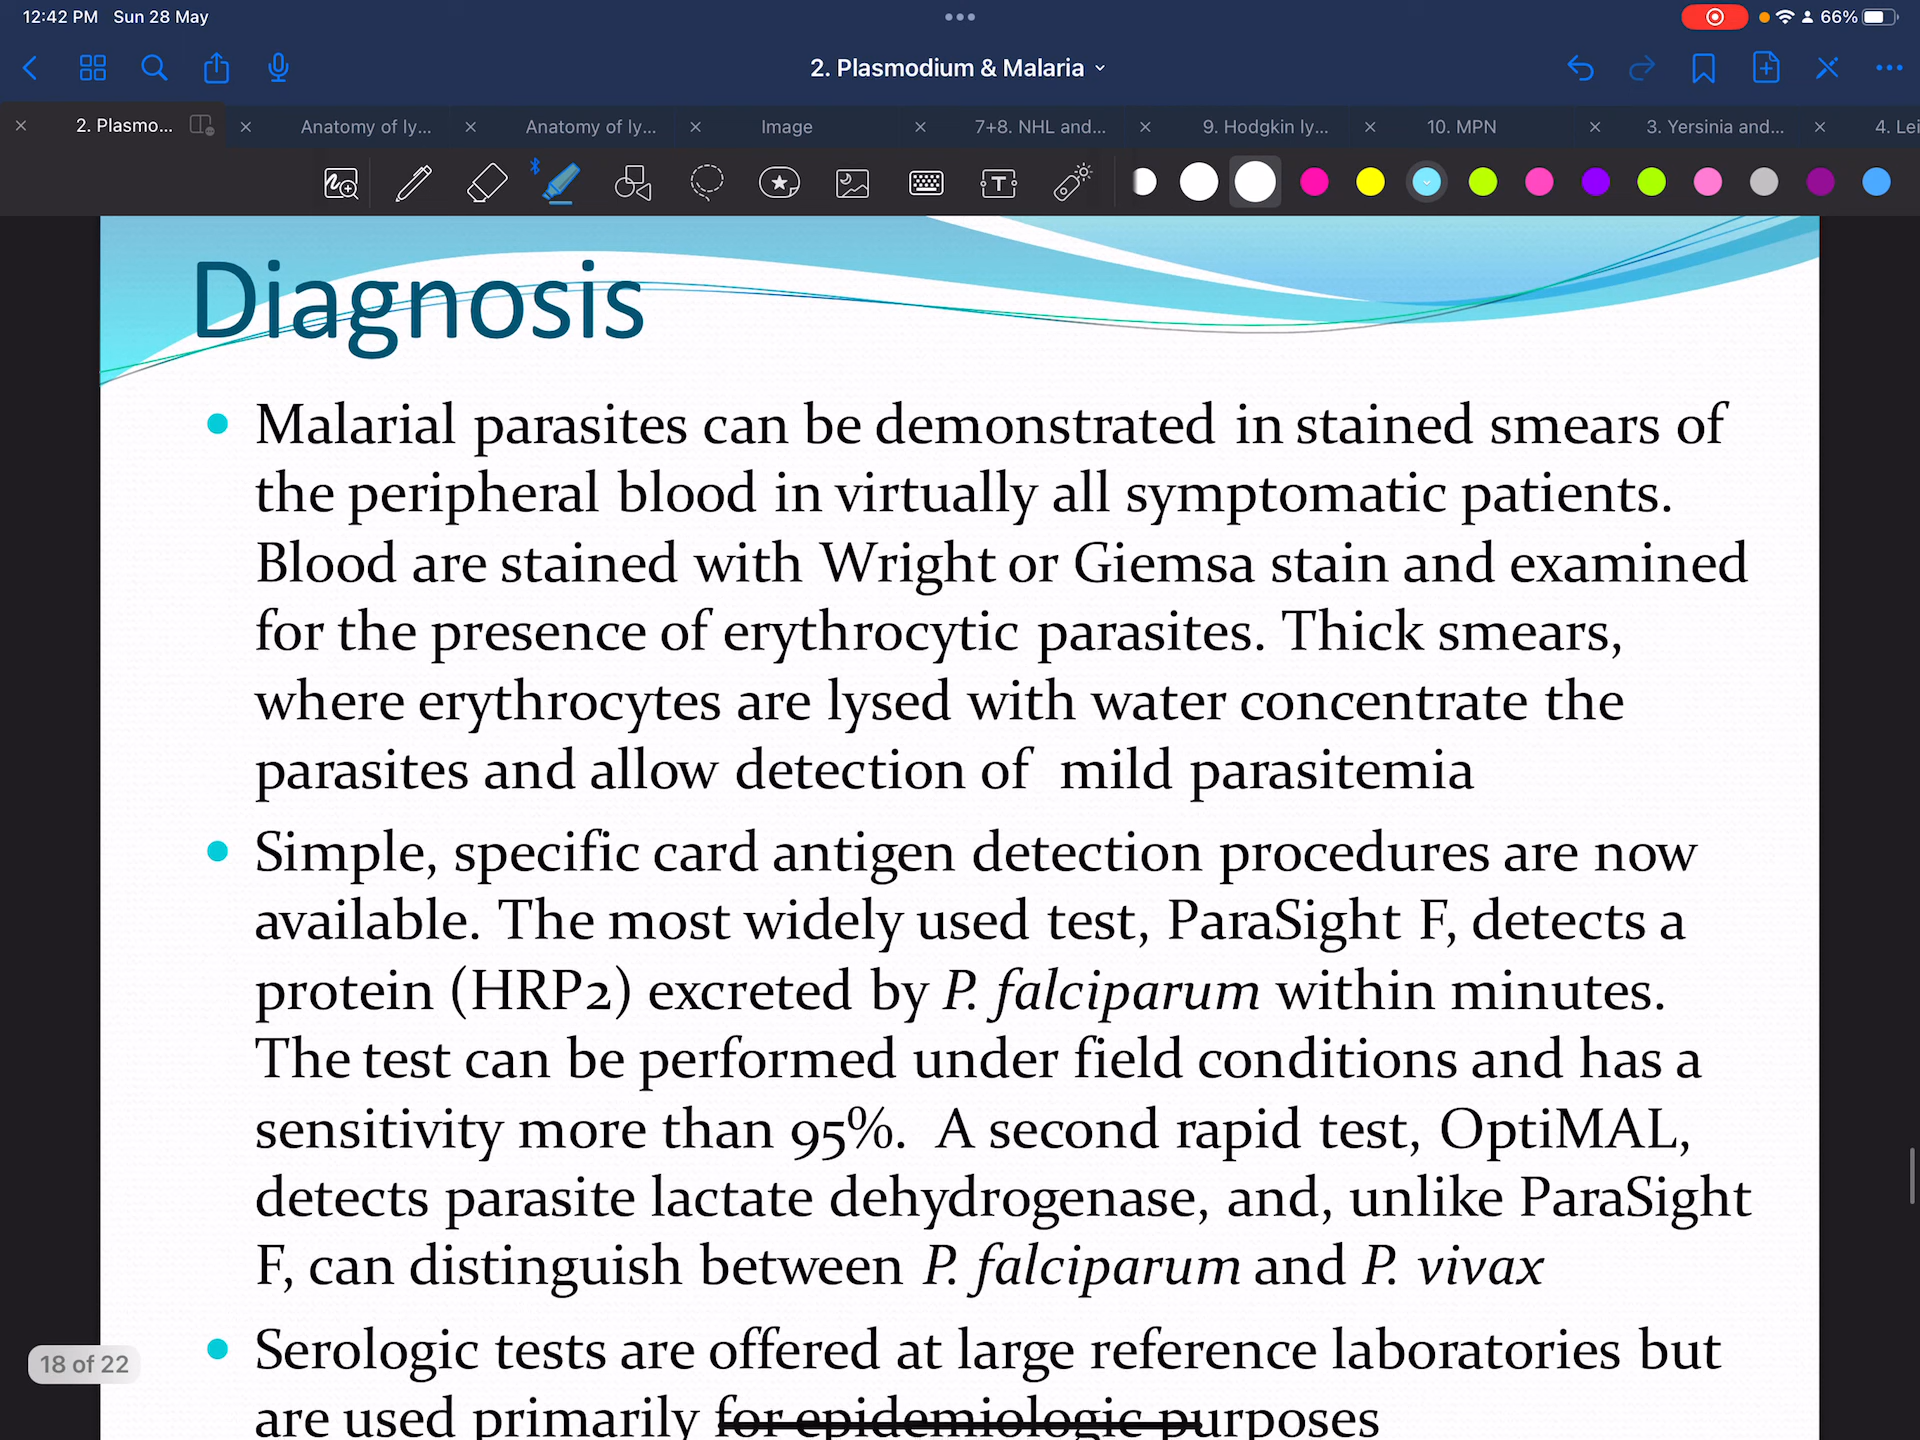 12:42 PM Sun 28 May
66%
2. Plasmodium & Malaria
2. Plasmo...
Anatomy of ly...
Anatomy of ly...
Image
7+8. NHL and...
9. Hodgkin ly...
10. MPN
3. Yersinia and...
4. Lei
Diagnosis
Malarial parasites can be demonstrated in stained smears of
the peripheral blood in virtually all symptomatic patients.
Blood are stained with Wright or Giemsa stain and examined
for the presence of erythrocytic parasites. Thick smears,
where erythrocytes are lysed with water concentrate the
parasites and allow detection of mild parasitemia
Simple, specific card antigen detection procedures are now
available. The most widely used test, ParaSight F, detects a
protein (HRP2) excreted by P. falciparum within minutes.
The test can be performed under field conditions and has a
sensitivity more than 95%. A second rapid test, OptiMAL,
detects parasite lactate dehydrogenase, and, unlike ParaSight
F, can distinguish between P. falciparum and P. vivax
Serologic tests are offered at large reference laboratories but
are used primarily for epidemiologic purposes
18 of 22